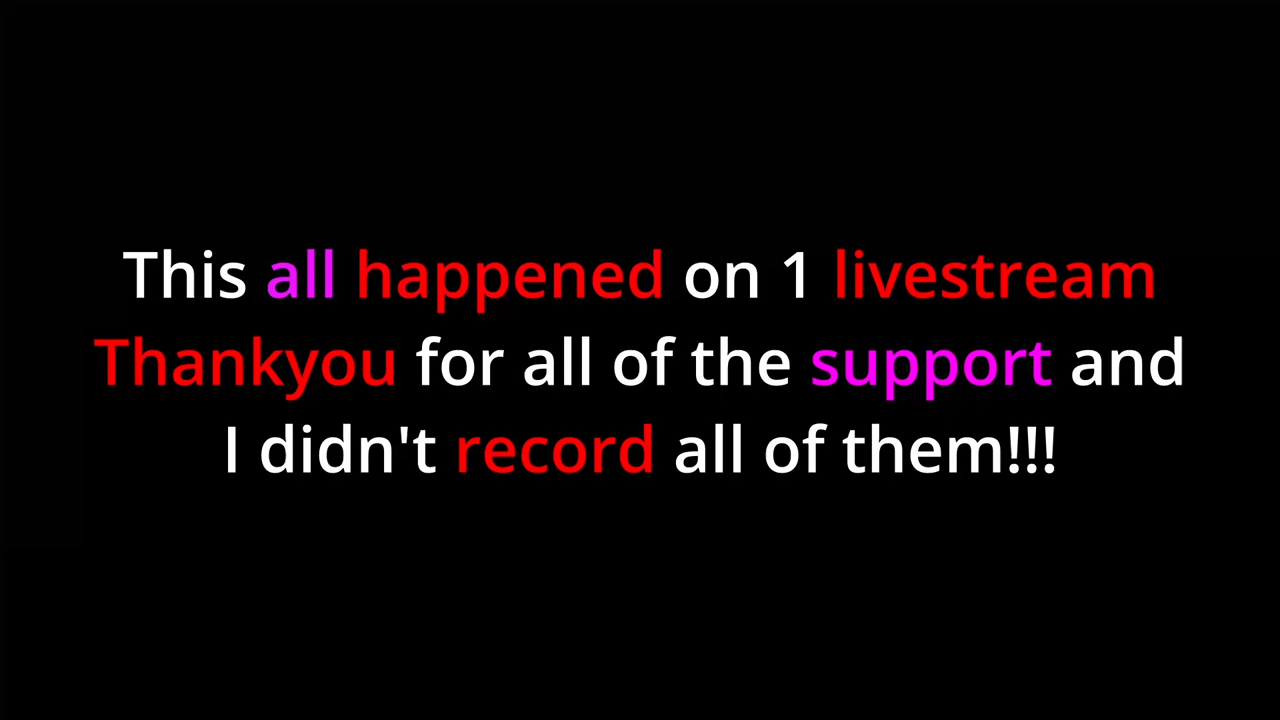 This all happened on 1 livestream
Thankyou for all of the support and
I didn't record all of them!!!